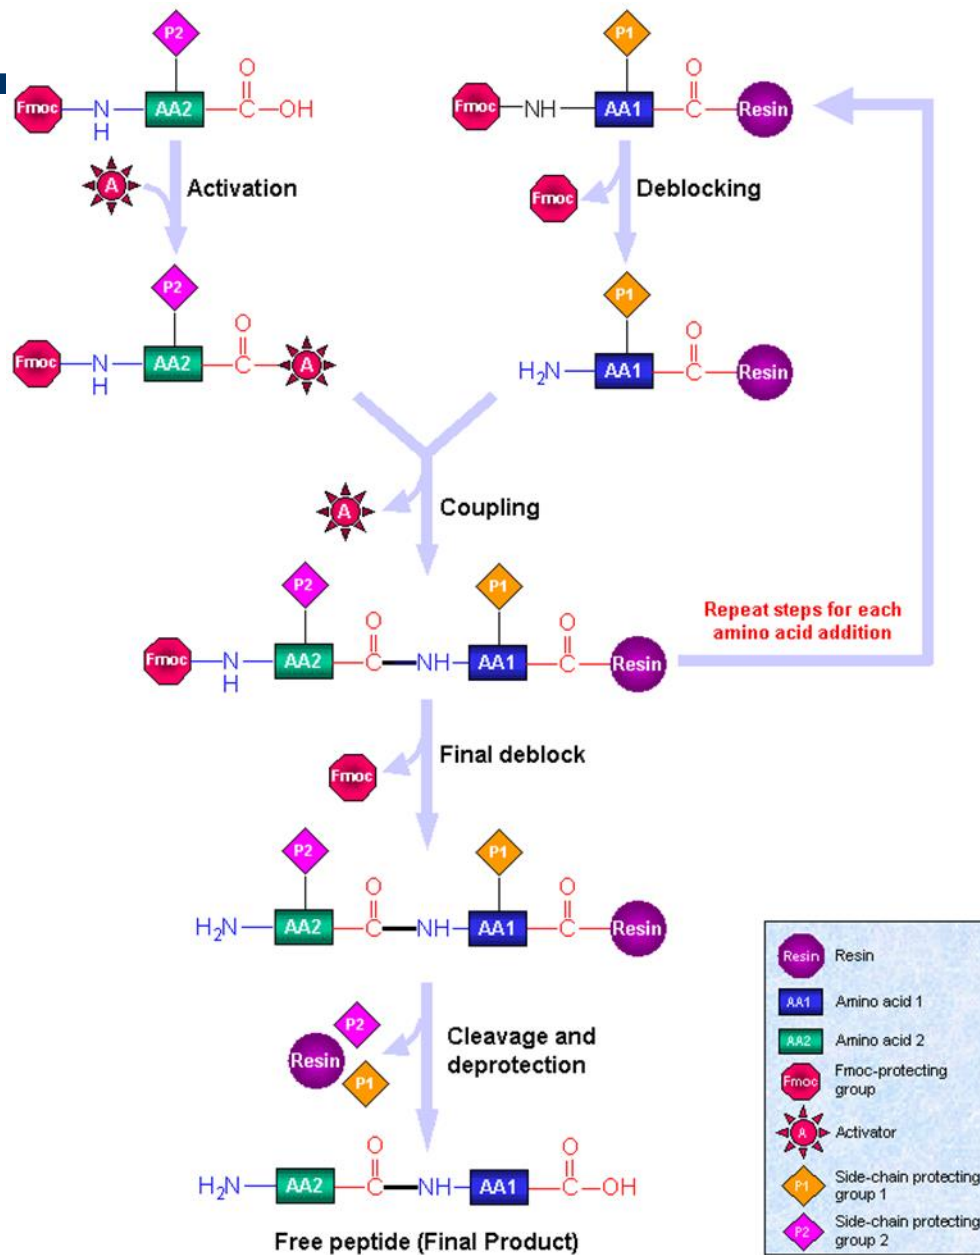 P2
P1
O
O
Fmoc
N
H
AA2
C
OH
Fmoc
NH
AA1
C
Resin
A
Activation
Fmoc
Deblocking
P2
P1
O
O
Fmoc
N
H
AA2
C
A
H₂N
AA1
C
Resin
A
Coupling
P2
P1
O
O
Fmoc
N
H
AA2
C
NH
AA1
C
Resin
Repeat steps for each
amino acid addition
Fmoc
Final deblock
P2
P1
O
O
H₂N
AA2
C
NH
AA1
C
Resin
P2
Resin
P1
Cleavage and
deprotection
O
O
H₂N
AA2
C
NH
AA1
C
OH
Free peptide (Final Product)
Resin Resin
AA1 Amino acid 1
AA2 Amino acid 2
Fmoc Fmoc-protecting
group
A Activator
P1 Side-chain protecting
group 1
P2 Side-chain protecting
group 2